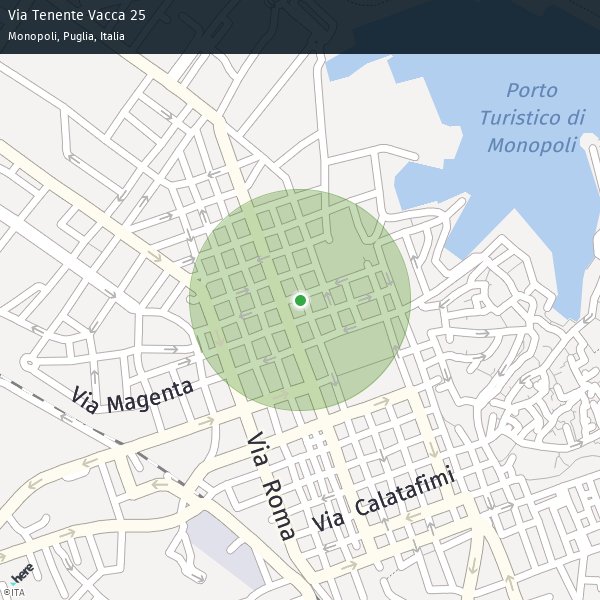 Via Tenente Vacca 25
Monopoli, Puglia, Italia
Porto
Turistico di
Monopoli
Via Magenta
Via Roma
Via Calatafimi
here
©ITA